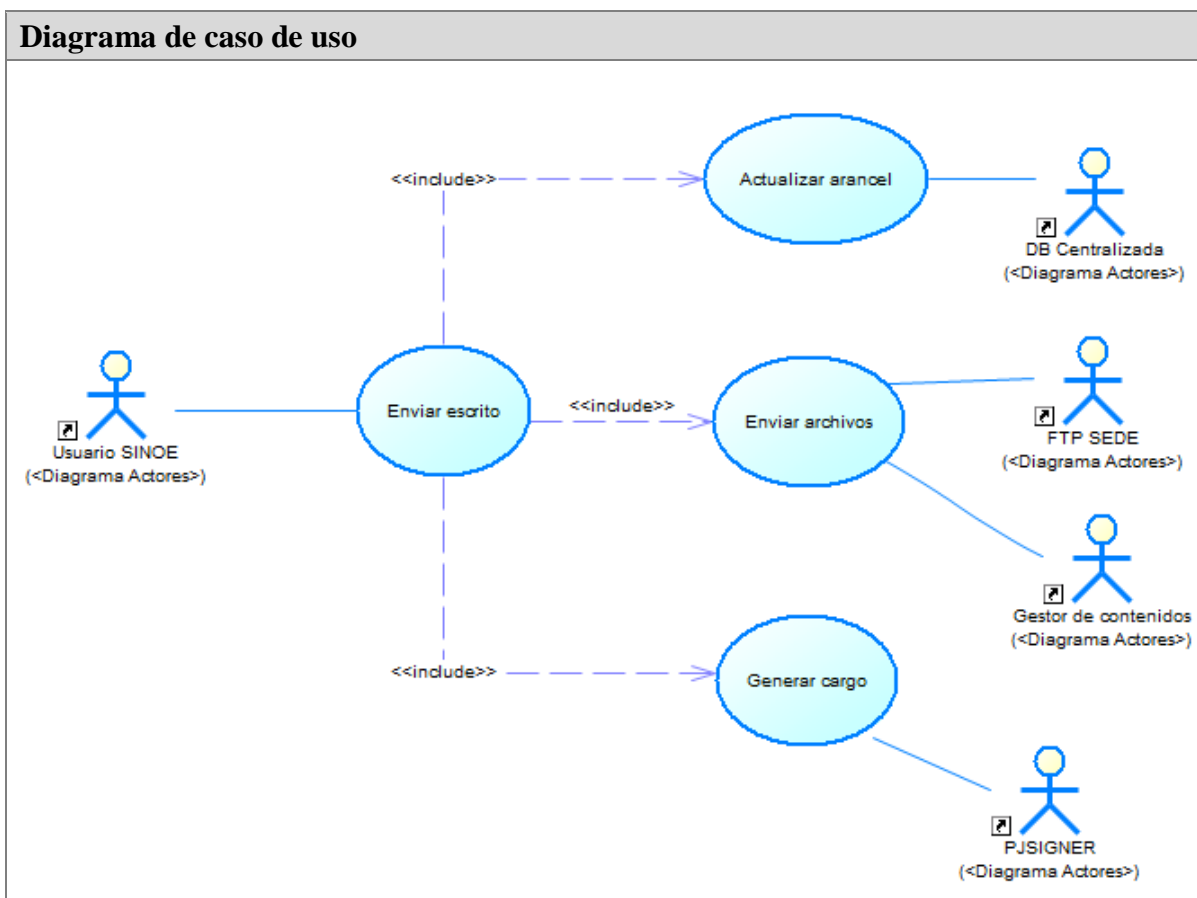 Diagrama de caso de uso
<<include>>
Actualizar arancel
DB Centralizada
(<Diagrama Actores>)
Usuario SINOE
(<Diagrama Actores>)
Enviar escrito
<<include>>
Enviar archivos
FTP SEDE
(<Diagrama Actores>)
Gestor de contenidos
(<Diagrama Actores>)
<<include>>
Generar cargo
PJSIGNER
(<Diagrama Actores>)